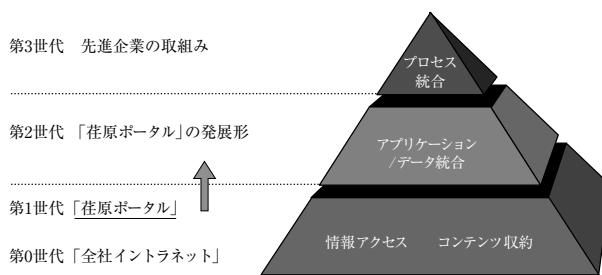 第3世代　先進企業の取組み
プロセス
統合
第2世代　「荏原ポータル」の発展形
アプリケーション
/データ統合
第1世代「荏原ポータル」
第0世代「全社イントラネット」
情報アクセス　コンテンツ収約